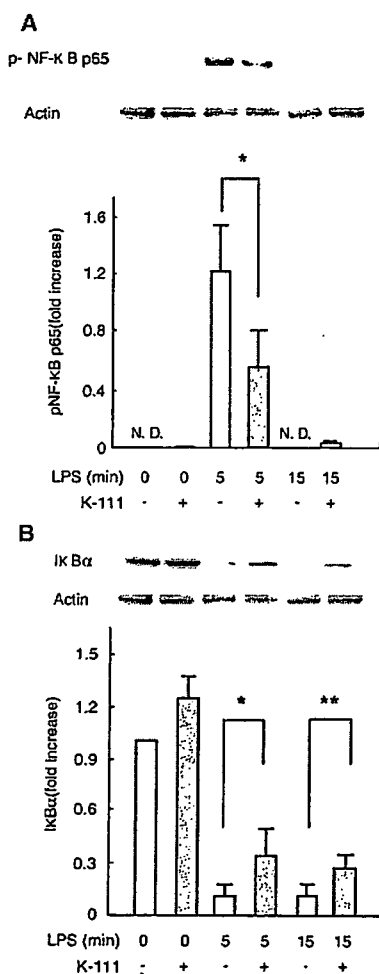 A
p- NF-κ B p65
Actin
*
pNF-κB p65(fold increase)
1.6
1.2
0.8
0.4
0
N. D.
N. D.
LPS (min) 0 0 5 5 15 15
K-111 - + - + - +
B
Iκ Bα
Actin
IκBα(fold Increase)
1.5
1.2
0.9
0.3
0
*
**
LPS (min) 0 0 5 5 15 15
K-111 - + - + - +